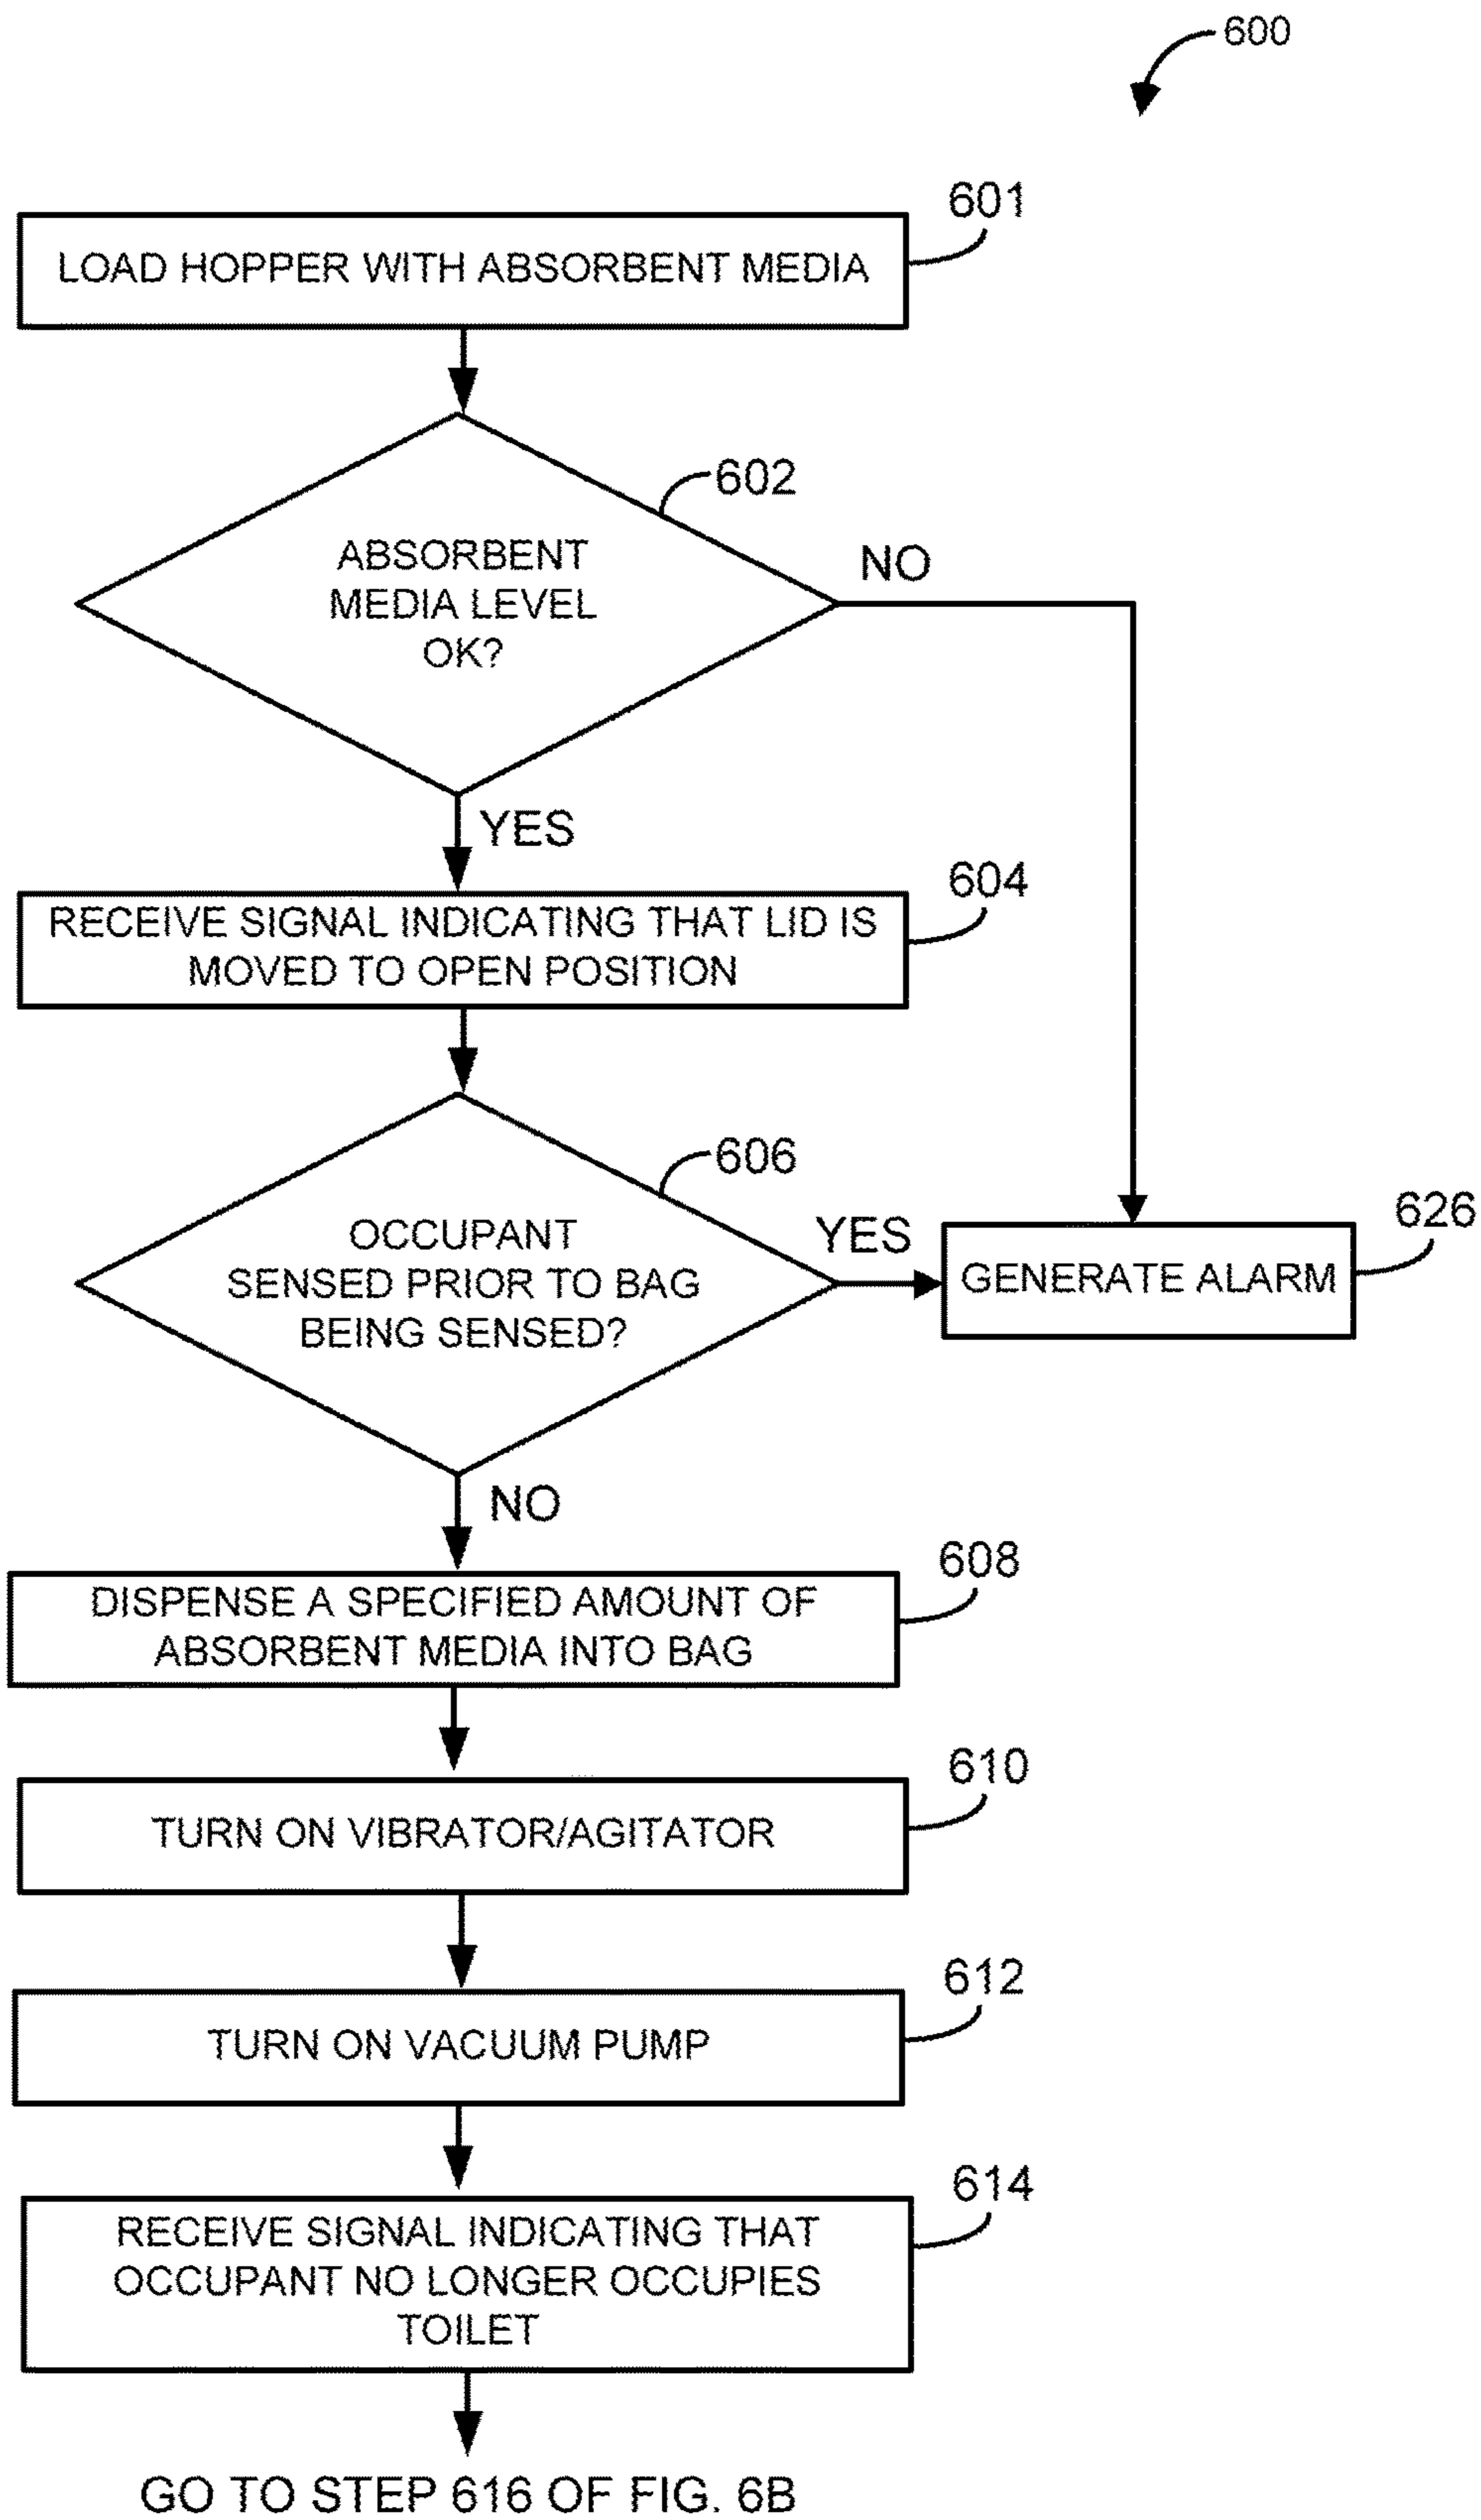 600
601
LOAD HOPPER WITH ABSORBENT MEDIA
602
ABSORBENT
MEDIA LEVEL
OK?
NO
YES
604
RECEIVE SIGNAL INDICATING THAT LID IS
MOVED TO OPEN POSITION
606
OCCUPANT
SENSED PRIOR TO BAG
BEING SENSED?
YES
626
GENERATE ALARM
NO
608
DISPENSE A SPECIFIED AMOUNT OF
ABSORBENT MEDIA INTO BAG
610
TURN ON VIBRATOR/AGITATOR
612
TURN ON VACUUM PUMP
614
RECEIVE SIGNAL INDICATING THAT
OCCUPANT NO LONGER OCCUPIES
TOILET
GO TO STEP 616 OF FIG. 6B